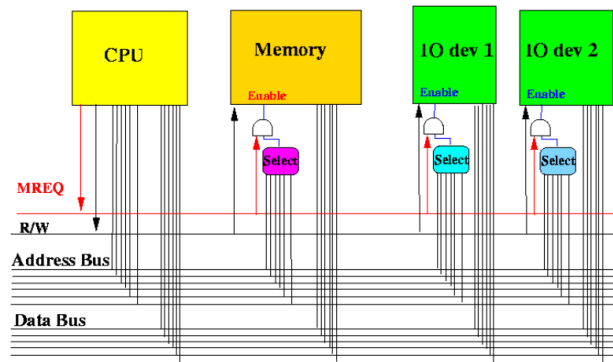 CPU
Memory
IO dev 1
IO dev 2
Enable
Enable
Enable
Select
Select
Select
MREQ
R/W
Address Bus
Data Bus